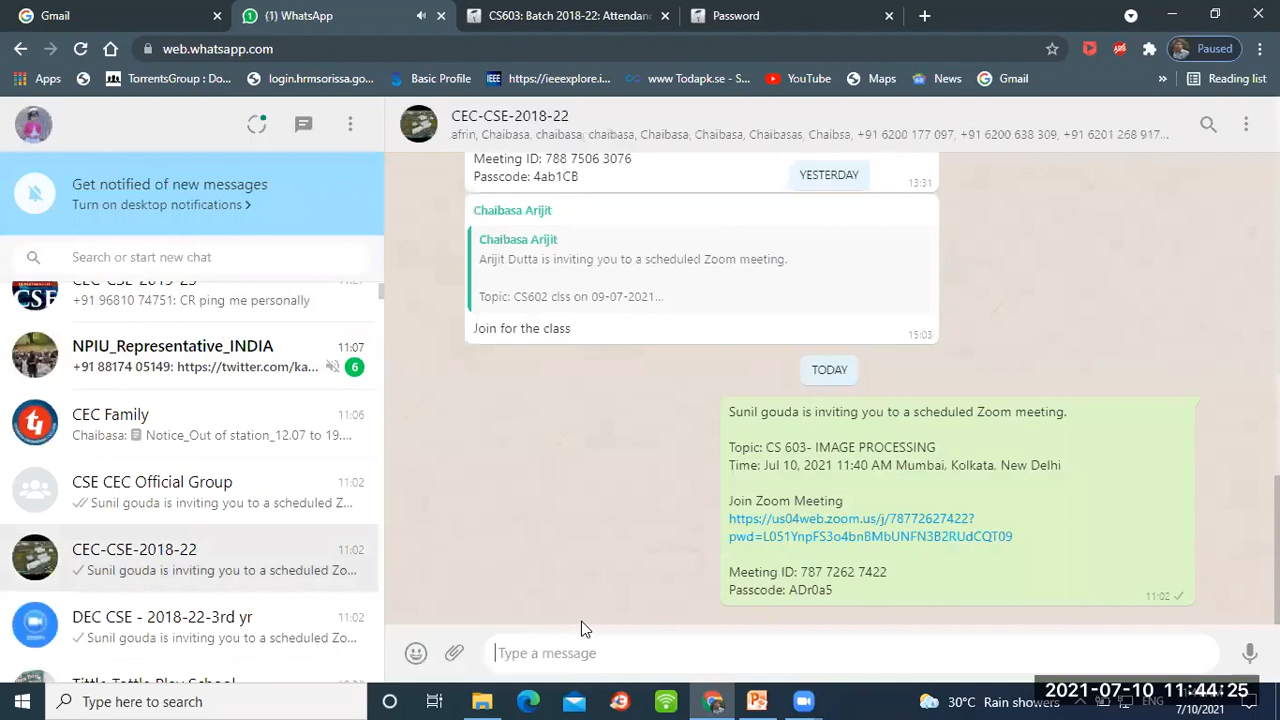 Gmail
(1) WhatsApp
CS603: Batch 2018-22: Attendan
Password
web.whatsapp.com
Paused
Apps
TorrentsGroup : Do...
login.hrmsorissa.go...
Basic Profile
https://ieeexplore.i...
www Todapk.s: - S...
YouTube
Maps
News
Gmail
Reading list
CEC-CSE-2018-22
afrin, Chaibasa, chaibasa; chaibasa, Chaibasa, Chaibasa, Chaibasas, Chaibsa, +91 6200 177 097, +91 6200 638 309, +91 6201 268 917...
Get notified of new messages
Turn on desktop notifications >
Search or start new chat
+91 96810 74751: CR ping me personally
NPIU_Representative_INDIA
11:07
+91 88174 05149: https://twitter.com/ka...
6
CEC Family
11:06
Chaibasa: Notice_Out of station_12.07 to 19....
CSE CEC Official Group
11:02
Sunil gouda is inviting you to a scheduled Z...
CEC-CSE-2018-22
11:02
Sunil gouda is inviting you to a scheduled Zo...
DEC CSE - 2018-22-3rd yr
11:02
Sunil gouda is inviting you to a scheduled Zo...
Tittle Tattle Play School
Meeting ID: 788 7506 3076
Passcode: 4ab1CB
13:31
YESTERDAY
Chaibasa Arijit
Chaibasa Arijit
Arijit Dutta is inviting you to a scheduled Zoom meeting.
Topic: CS602 clss on 09-07-2021...
Join for the class
15:03
TODAY
Sunil gouda is inviting you to a scheduled Zoom meeting.
Topic: CS 603- IMAGE PROCESSING
Time: Jul 10, 2021 11:40 AM Mumbai, Kolkata, New Delhi
Join Zoom Meeting
https://us04web.zoom.us/j/78772627422?
pwd=L051YnpFS3o4bnBMbUNFN3B2RUdCQT09
Meeting ID: 787 7262 7422
Passcode: ADr0a5
11:02
Type a message
Type here to search
30°C Rain showers
ENG
2021-07-10 11:44:25
7/10/2021